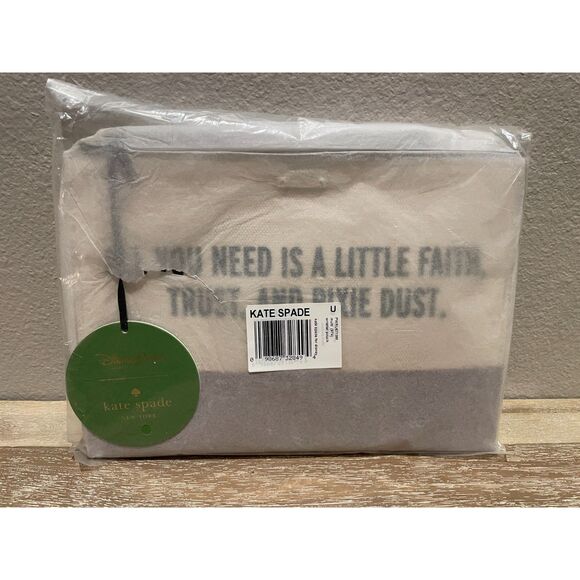 YOU NEED IS A LITTLE FAITH,
TRUST, AND PIXIE DUST.
KATE SPADE
U
kate spade
NEW YORK